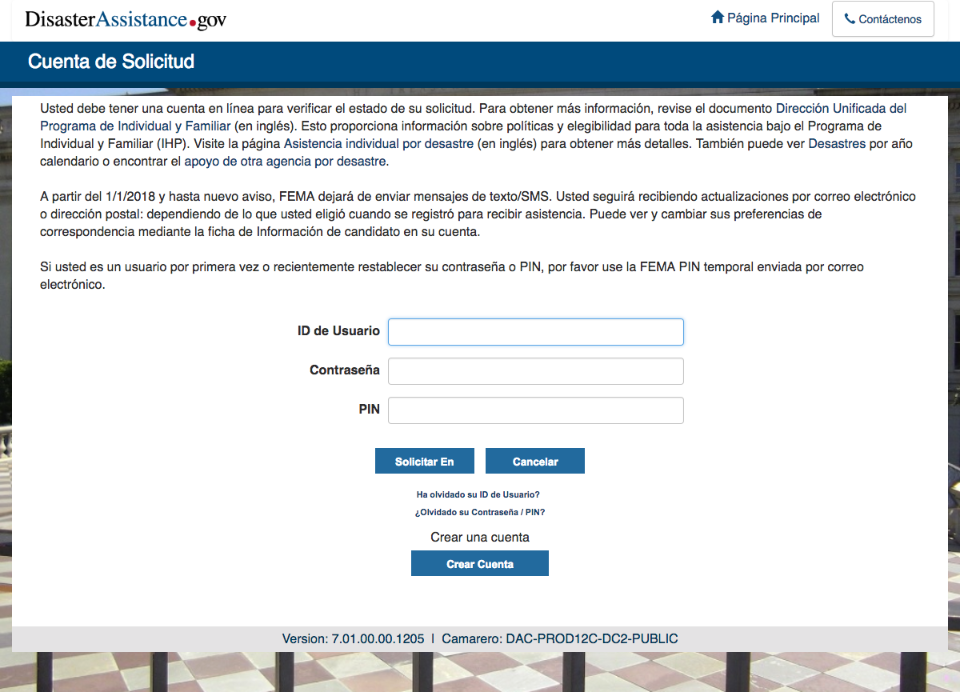 DisasterAssistance.gov
Página Principal
Contáctenos
Cuenta de Solicitud
Usted debe tener una cuenta en línea para verificar el estado de su solicitud. Para obtener más información, revise el documento Dirección Unificada del
Programa de Individual y Familiar (en inglés). Esto proporciona información sobre políticas y elegibilidad para toda la asistencia bajo el Programa de
Individual y Familiar (IHP). Visite la página Asistencia individual por desastre (en inglés) para obtener más detalles. También puede ver Desastres por año
calendario o encontrar el apoyo de otra agencia por desastre.
A partir del 1/1/2018 y hasta nuevo aviso, FEMA dejará de enviar mensajes de texto/SMS. Usted seguirá recibiendo actualizaciones por correo electrónico
o dirección postal: dependiendo de lo que usted eligió cuando se registró para recibir asistencia. Puede ver y cambiar sus preferencias de
correspondencia mediante la ficha de Información de candidato en su cuenta.
Si usted es un usuario por primera vez o recientemente restablecer su contraseña o PIN, por favor use la FEMA PIN temporal enviada por correo
electrónico.
ID de Usuario
Contraseña
PIN
Solicitar En
Cancelar
Ha olvidado su ID de Usuario?
¿Olvidado su Contraseña / PIN?
Crear una cuenta
Crear Cuenta
Version: 7.01.00.00.1205 | Camarero: DAC-PROD12C-DC2-PUBLIC